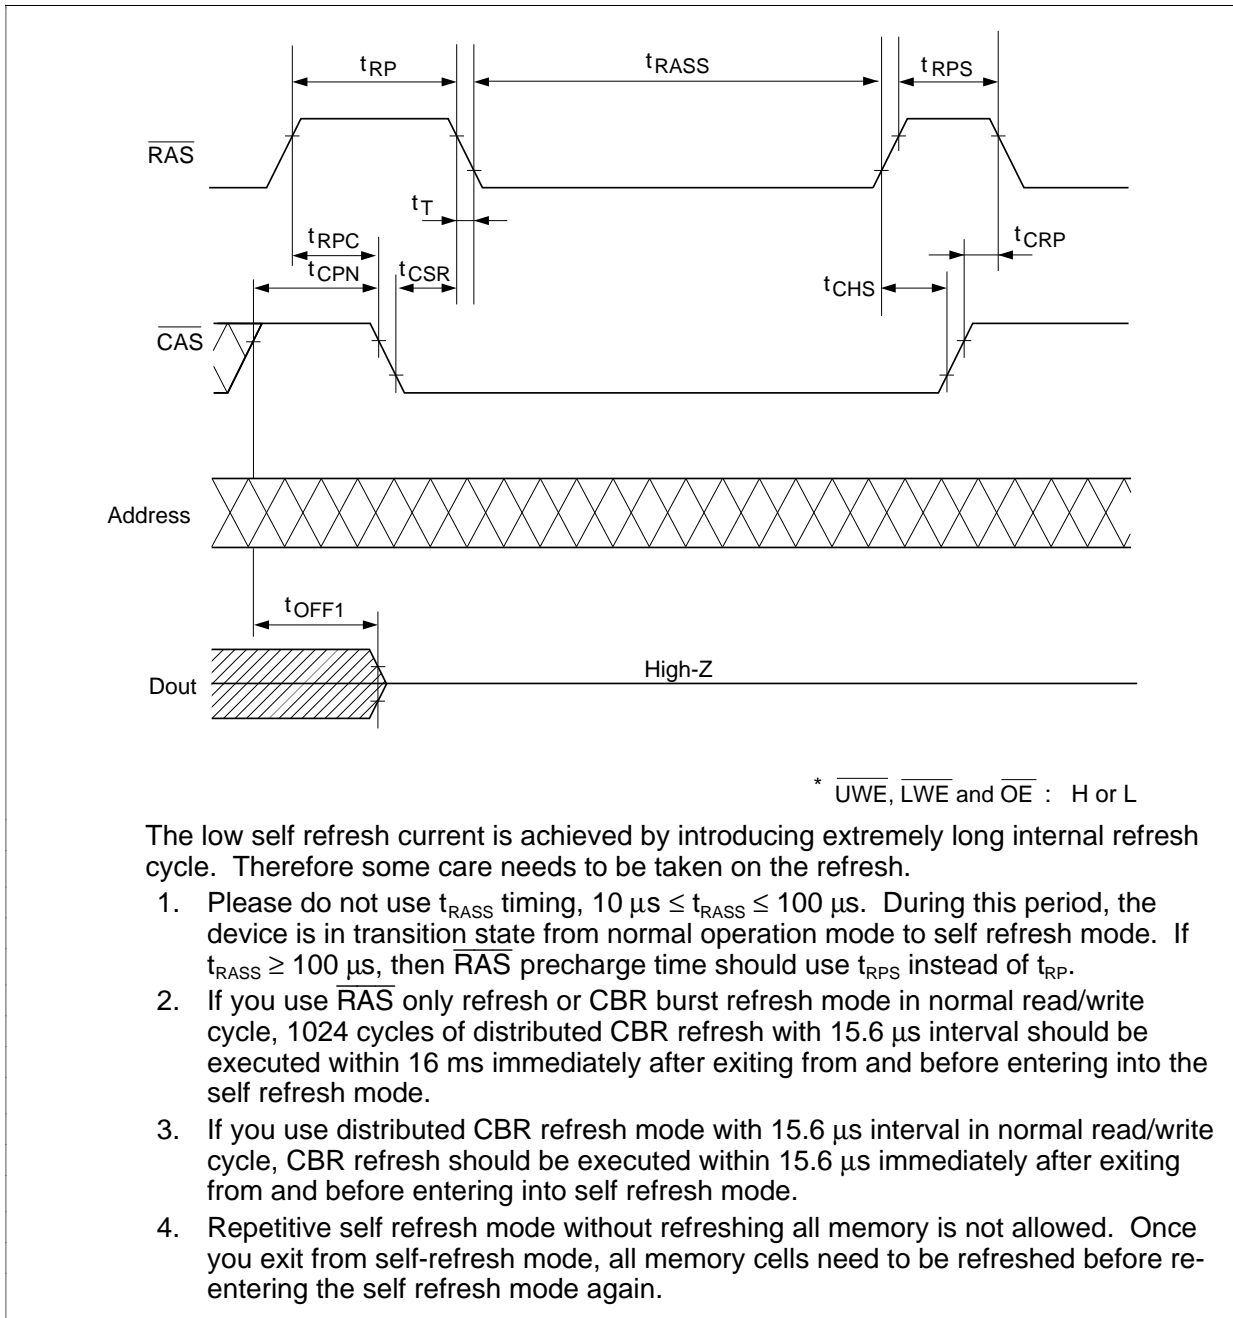 tRP
tRASS
tRPS
R̅A̅S̅
tT
tRPC
tCRP
tCPN
tCSR
tCHS
C̅A̅S̅
Address
tOFF1
High-Z
Dout
* U̅W̅E̅, L̅W̅E̅ and O̅E̅ : H or L
The low self refresh current is achieved by introducing extremely long internal refresh
cycle. Therefore some care needs to be taken on the refresh.
1. Please do not use tRASS timing, 10 µs ≤ tRASS ≤ 100 µs. During this period, the
device is in transition state from normal operation mode to self refresh mode. If
tRASS ≥ 100 µs, then R̅A̅S̅ precharge time should use tRPS instead of tRP.
2. If you use R̅A̅S̅ only refresh or CBR burst refresh mode in normal read/write
cycle, 1024 cycles of distributed CBR refresh with 15.6 µs interval should be
executed within 16 ms immediately after exiting from and before entering into the
self refresh mode.
3. If you use distributed CBR refresh mode with 15.6 µs interval in normal read/write
cycle, CBR refresh should be executed within 15.6 µs immediately after exiting
from and before entering into self refresh mode.
4. Repetitive self refresh mode without refreshing all memory is not allowed. Once
you exit from self-refresh mode, all memory cells need to be refreshed before re-
entering the self refresh mode again.